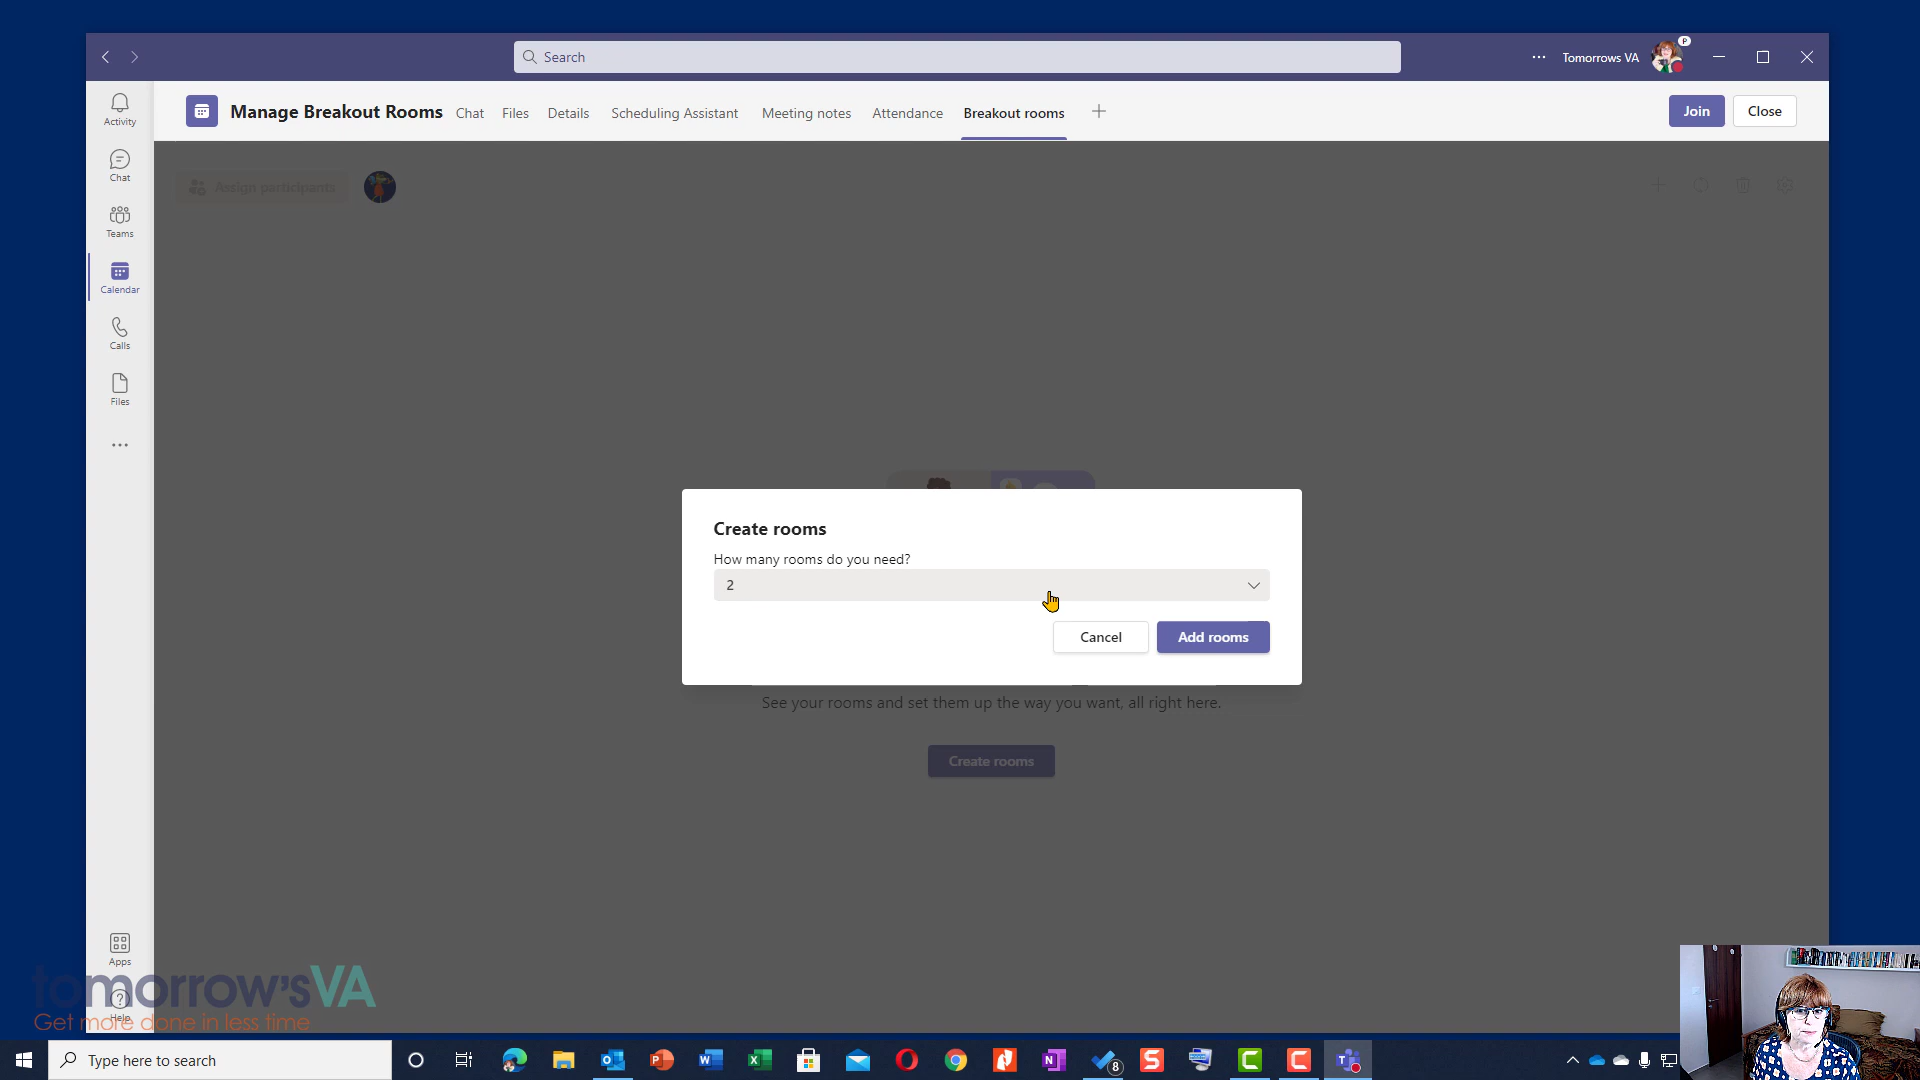 Search
Tomorrows VA
P
Manage Breakout Rooms Chat Files Details Scheduling Assistant Meeting notes Attendance Breakout rooms
Join Close
Activity
Chat
Teams
Calendar
Calls
Files
Assign participants
Create rooms
How many rooms do you need?
2
Cancel Add rooms
See your rooms and set them up the way you want, all right here.
Create rooms
Apps
Help
tomorrow'sVA
Get more done in less time
Type here to search
8